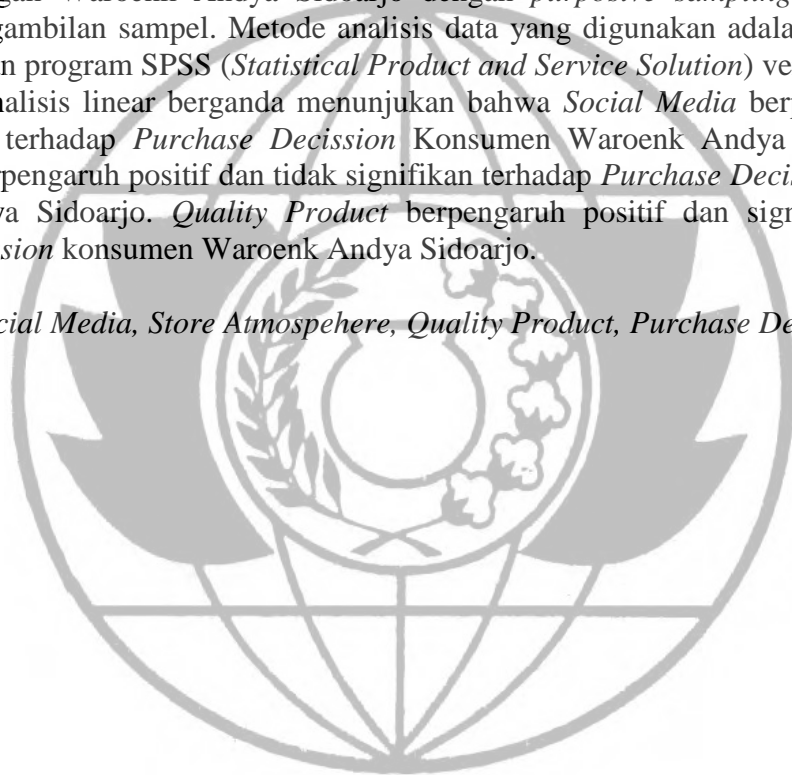 Waroenk Andya Sidoarjo dengan purposive sampling
gambilan sampel. Metode analisis data yang digunakan adala
n program SPSS (Statistical Product and Service Solution) ve
nalisis linear berganda menunjukan bahwa Social Media berp
terhadap Purchase Decission Konsumen Waroenk Andya
rpengaruh positif dan tidak signifikan terhadap Purchase Decis
ya Sidoarjo. Quality Product berpengaruh positif dan sign
sion konsumen Waroenk Andya Sidoarjo.
cial Media, Store Atmospehere, Quality Product, Purchase De